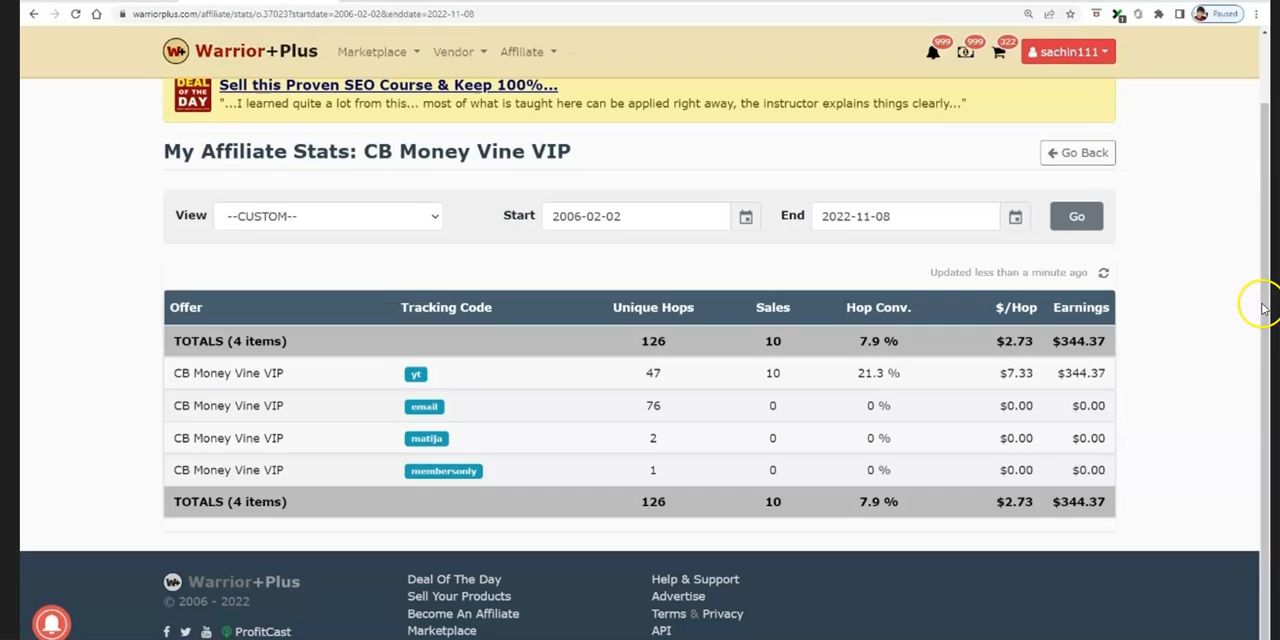 warriorplus.com/affiliate/stats/o.37023?startdate=2006-02-02&enddate=2022-11-08
1
Paused
W+ Warrior+Plus Marketplace Vendor Affiliate 999 999 322 sachin111
DEAL OF THE DAY
Sell this Proven SEO Course & Keep 100%...
"...I learned quite a lot from this... most of what is taught here can be applied right away, the instructor explains things clearly..."
My Affiliate Stats: CB Money Vine VIP
Go Back
View --CUSTOM-- Start 2006-02-02 End 2022-11-08 Go
Updated less than a minute ago
Offer Tracking Code Unique Hops Sales Hop Conv. $/Hop Earnings
TOTALS (4 items) 126 10 7.9 % $2.73 $344.37
CB Money Vine VIP yt 47 10 21.3 % $7.33 $344.37
CB Money Vine VIP email 76 0 0 % $0.00 $0.00
CB Money Vine VIP matija 2 0 0 % $0.00 $0.00
CB Money Vine VIP membersonly 1 0 0 % $0.00 $0.00
TOTALS (4 items) 126 10 7.9 % $2.73 $344.37
W+ Warrior+Plus
© 2006 - 2022
ProfitCast
Deal Of The Day
Sell Your Products
Become An Affiliate
Marketplace
Help & Support
Advertise
Terms & Privacy
API